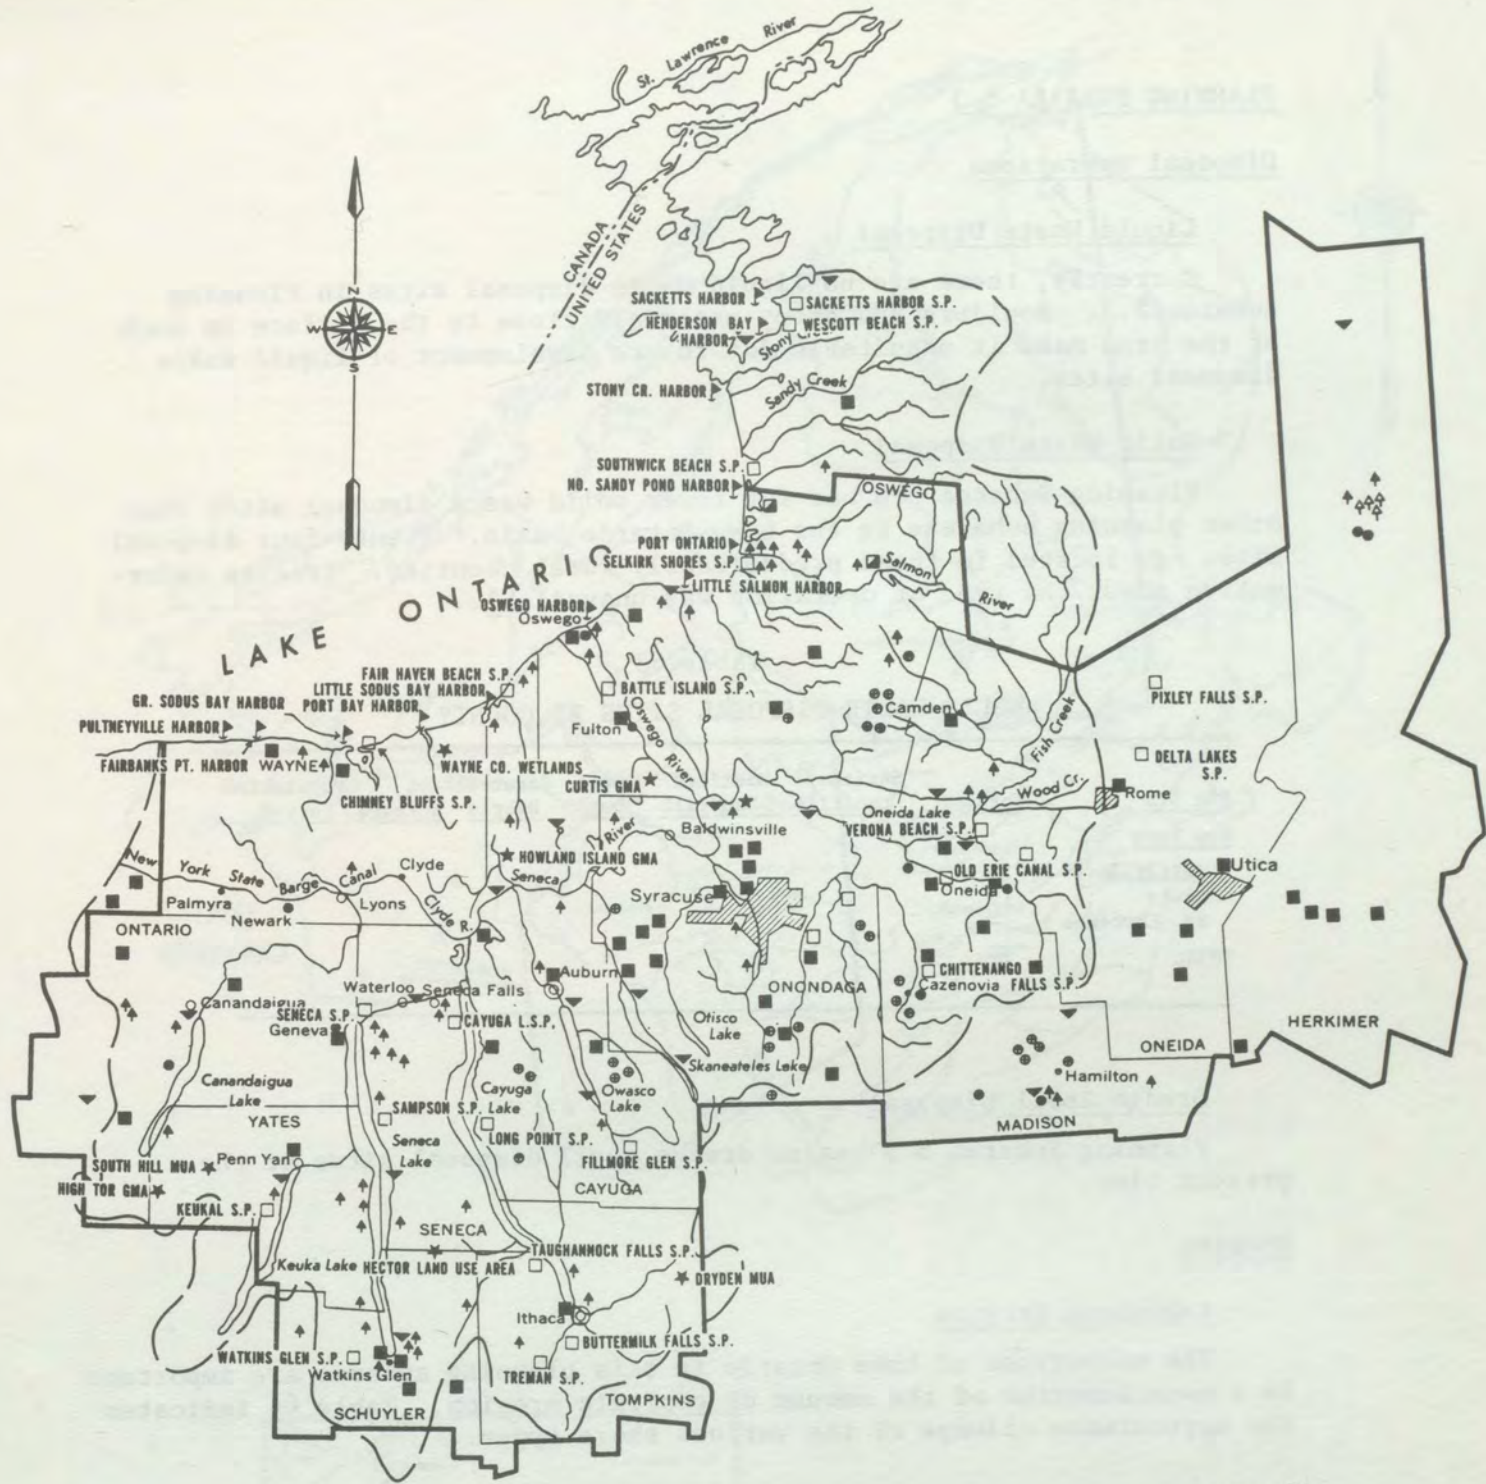 St. Lawrence River
CANADA
UNITED STATES
N
W E
S
SACKETTS HARBOR
SACKETTS HARBOR S.P.
HENDERSON BAY
HARBOR
WESCOTT BEACH S.P.
Stony Creek
STONY CR. HARBOR
Sandy Creek
SOUTHWICK BEACH S.P.
NO. SANDY POND HARBOR
OSWEGO
PORT ONTARIO
SELKIRK SHORES S.P.
Salmon
River
LITTLE SALMON HARBOR
LAKE ONTARIO
OSWEGO HARBOR
Oswego
FAIR HAVEN BEACH S.P.
LITTLE SODUS BAY HARBOR
BATTLE ISLAND S.P.
GR. SODUS BAY HARBOR
PORT BAY HARBOR
PULTNEYVILLE HARBOR
PIXLEY FALLS S.P.
Camden
Fulton
Oswego River
Fish Creek
FAIRBANKS PT. HARBOR
WAYNE
WAYNE CO. WETLANDS
DELTA LAKES
S.P.
CURTIS GMA
CHIMNEY BLUFFS S.P.
Wood Cr.
Rome
Oneida Lake
VERONA BEACH S.P.
River
Baldwinsville
New York State Barge Canal
Clyde
HOWLAND ISLAND GMA
Seneca
OLD ERIE CANAL S.P.
Utica
Oneida
Palmyra
Newark
Lyons
Clyde R.
Syracuse
ONTARIO
Auburn
CHITTENANGO
FALLS S.P.
Cazenovia
ONONDAGA
Canandaigua
Waterloo
Seneca Falls
SENECA S.P.
Geneva
CAYUGA L.S.P.
Otisco
Lake
HERKIMER
ONEIDA
Skaneateles Lake
Hamilton
Canandaigua
Lake
Cayuga
Lake
Owasco
Lake
YATES
SAMPSON S.P.
MADISON
Seneca
Lake
LONG POINT S.P.
SOUTH HILL MUA
Penn Yan
FILLMORE GLEN S.P.
HIGH TOR GMA
CAYUGA
KEUKAL S.P.
SENECA
TAUGHANNOCK FALLS S.P.
Keuka Lake
HECTOR LAND USE AREA
DRYDEN MUA
Ithaca
BUTTERMILK FALLS S.P.
WATKINS GLEN S.P.
Watkins Glen
TREMAN S.P.
TOMPKINS
SCHUYLER